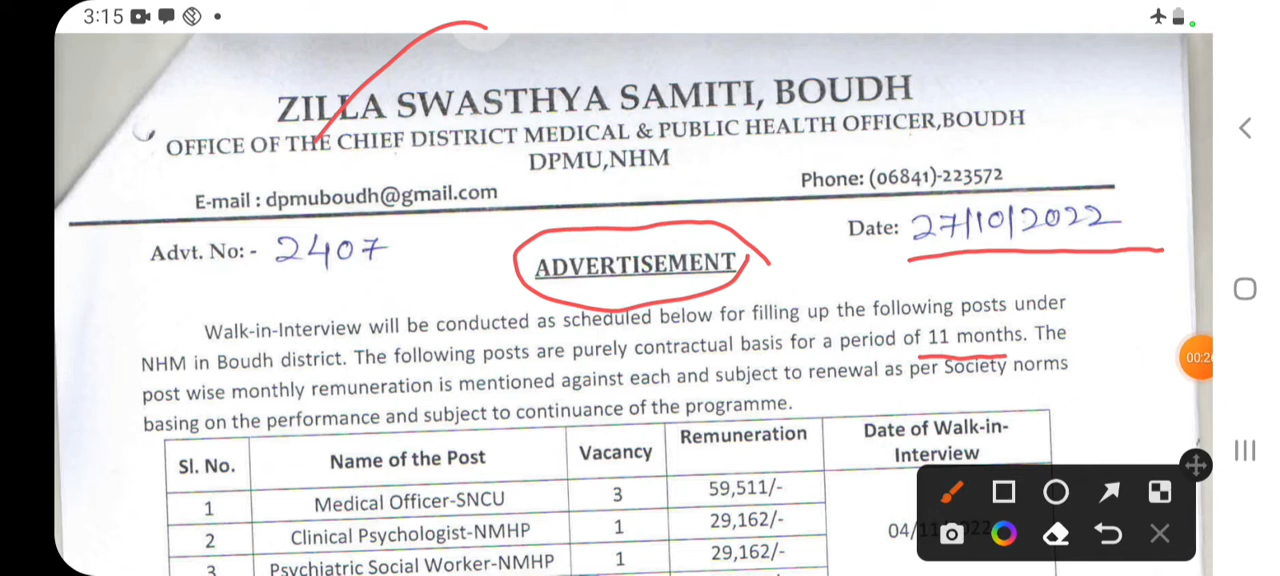 3:15
ZILLA SWASTHYA SAMITI, BOUDH
OFFICE OF THE CHIEF DISTRICT MEDICAL & PUBLIC HEALTH OFFICER,BOUDH
DPMU,NHM
E-mail : dpmuboudh@gmail.com Phone: (06841)-223572
Advt. No: - 2407 Date: 27/10/2022
ADVERTISEMENT
Walk-in-Interview will be conducted as scheduled below for filling up the following posts under
NHM in Boudh district. The following posts are purely contractual basis for a period of 11 months. The
post wise monthly remuneration is mentioned against each and subject to renewal as per Society norms
basing on the performance and subject to continuance of the programme.
Sl. No. Name of the Post Vacancy Remuneration Date of Walk-in-
Interview
1 Medical Officer-SNCU 3 59,511/-
2 Clinical Psychologist-NMHP 1 29,162/- 04/11/2022
3 Psychiatric Social Worker-NMHP 1 29,162/-